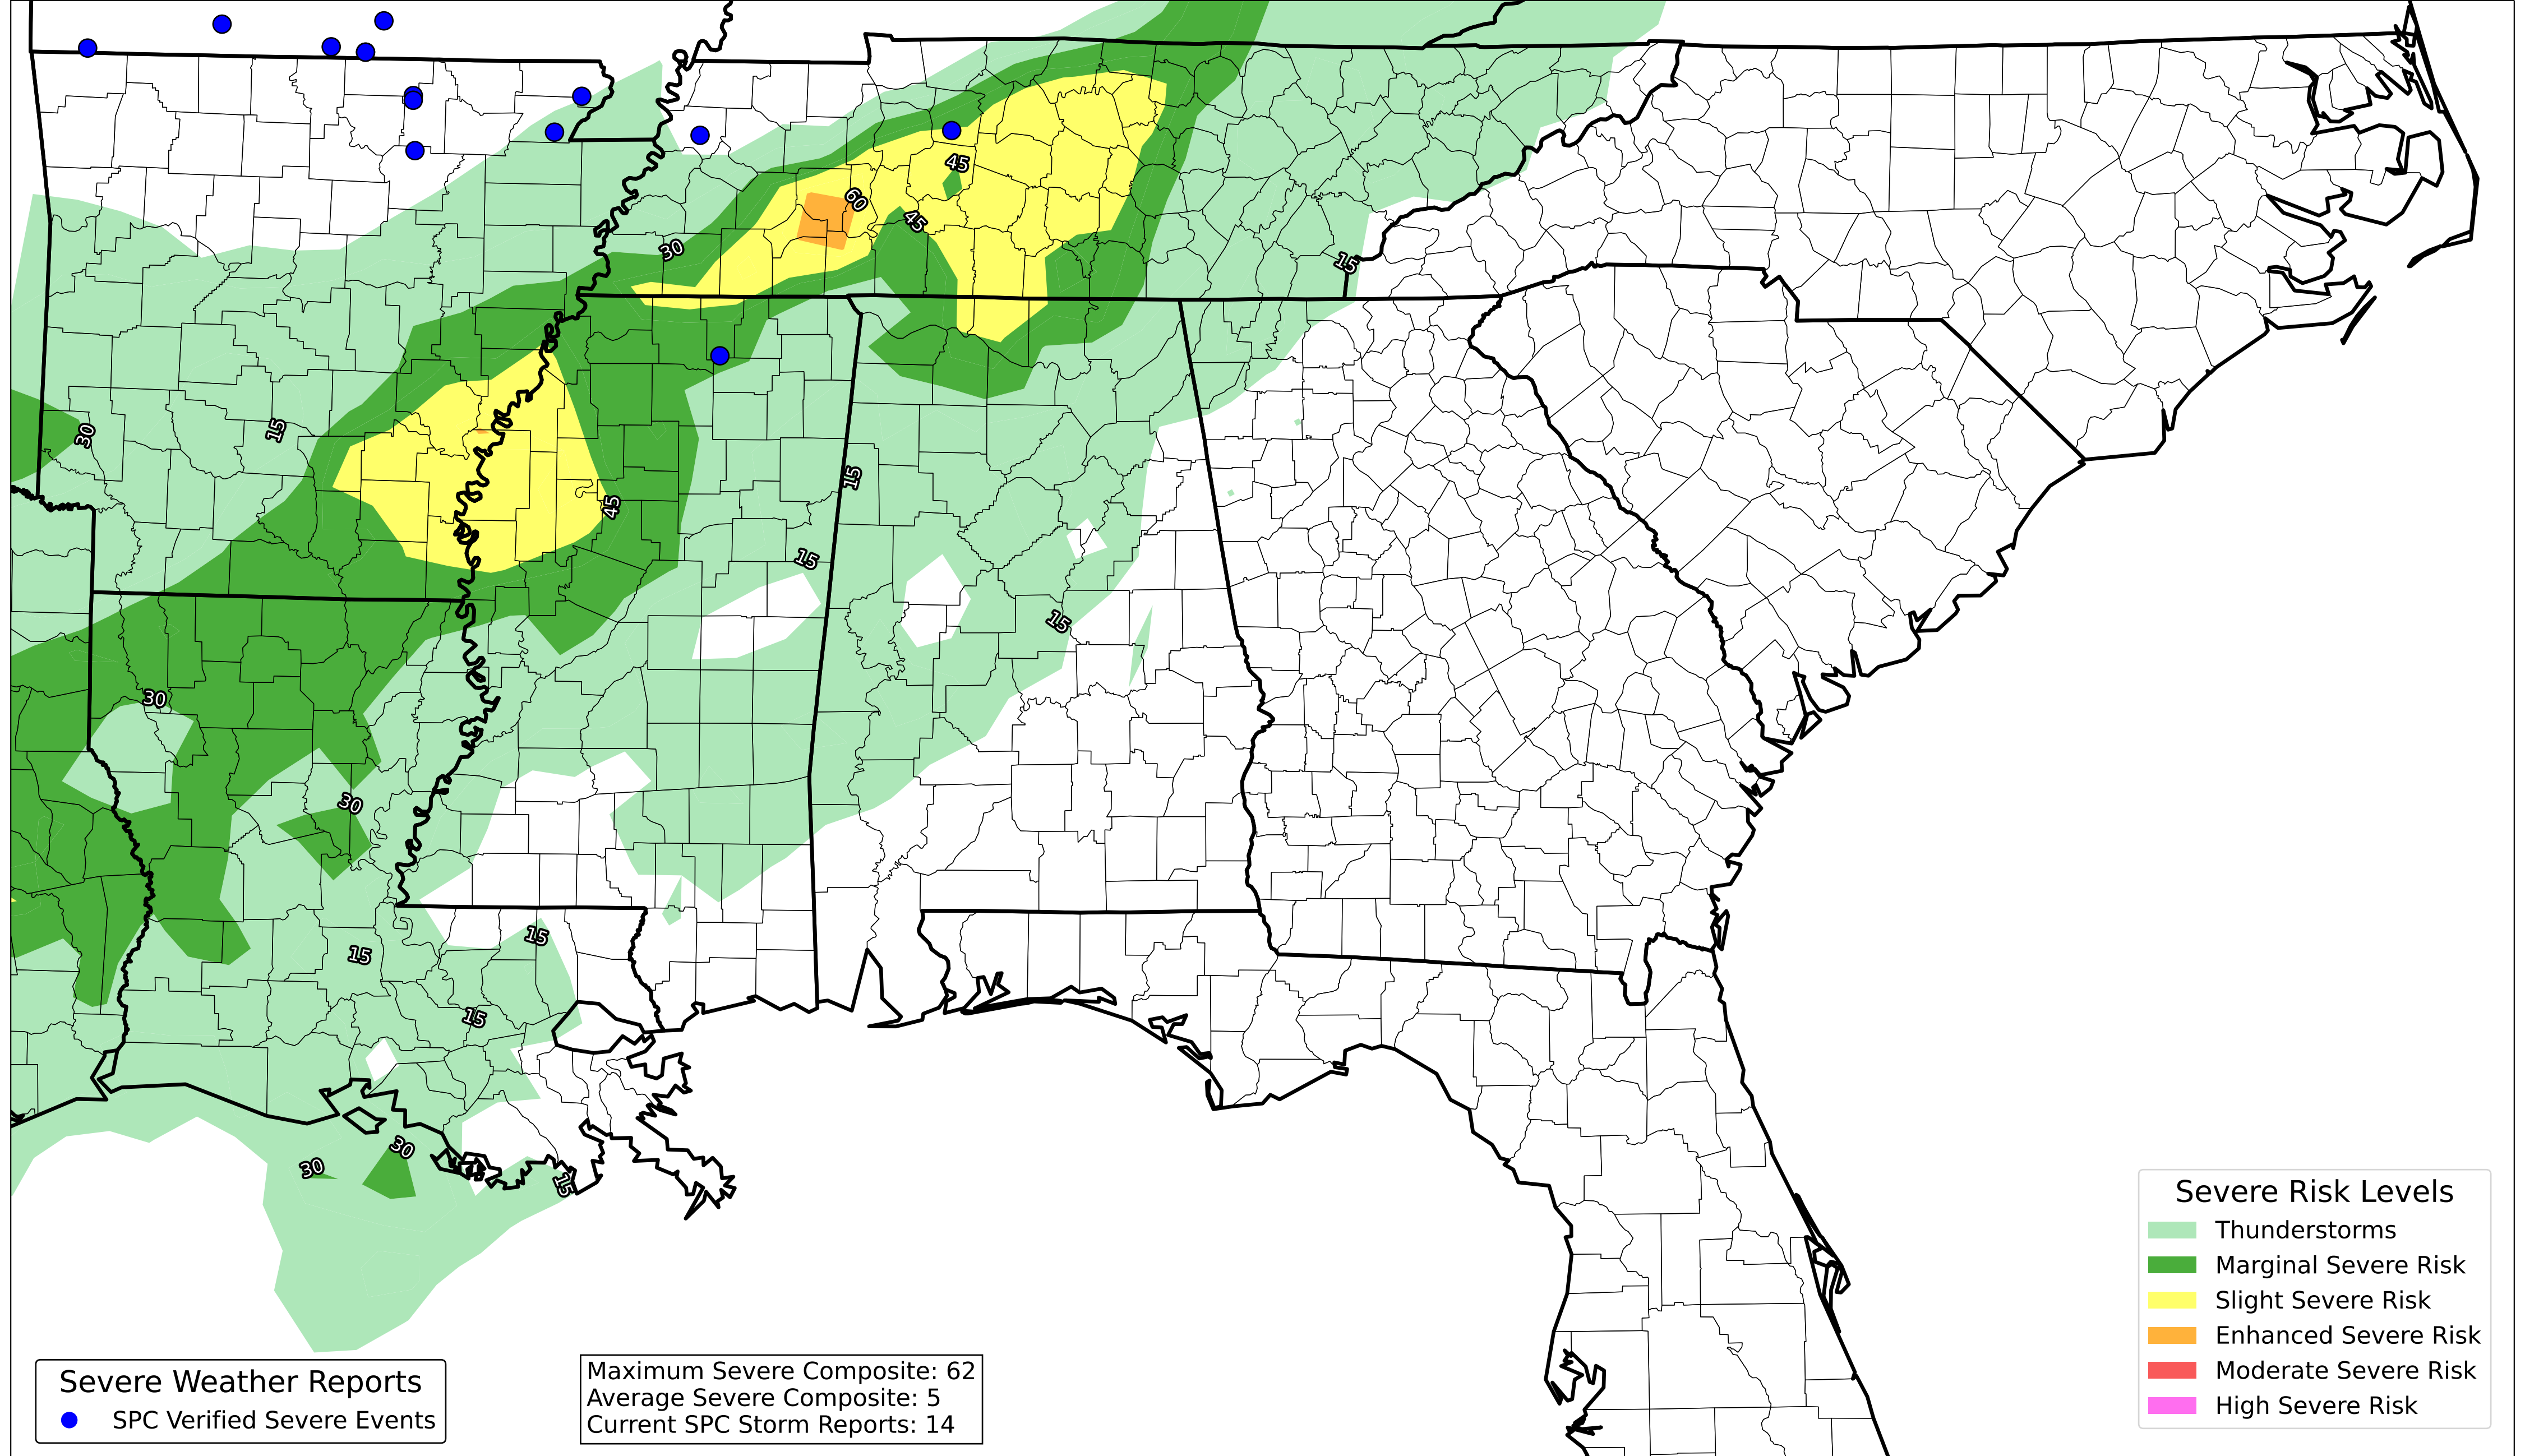 45
60
45
30
15
30
15
15
45
15
15
30
30
15
15
15
30
30
15
Severe Risk Levels
Thunderstorms
Marginal Severe Risk
Slight Severe Risk
Enhanced Severe Risk
Moderate Severe Risk
High Severe Risk
Severe Weather Reports
SPC Verified Severe Events
Maximum Severe Composite: 62
Average Severe Composite: 5
Current SPC Storm Reports: 14